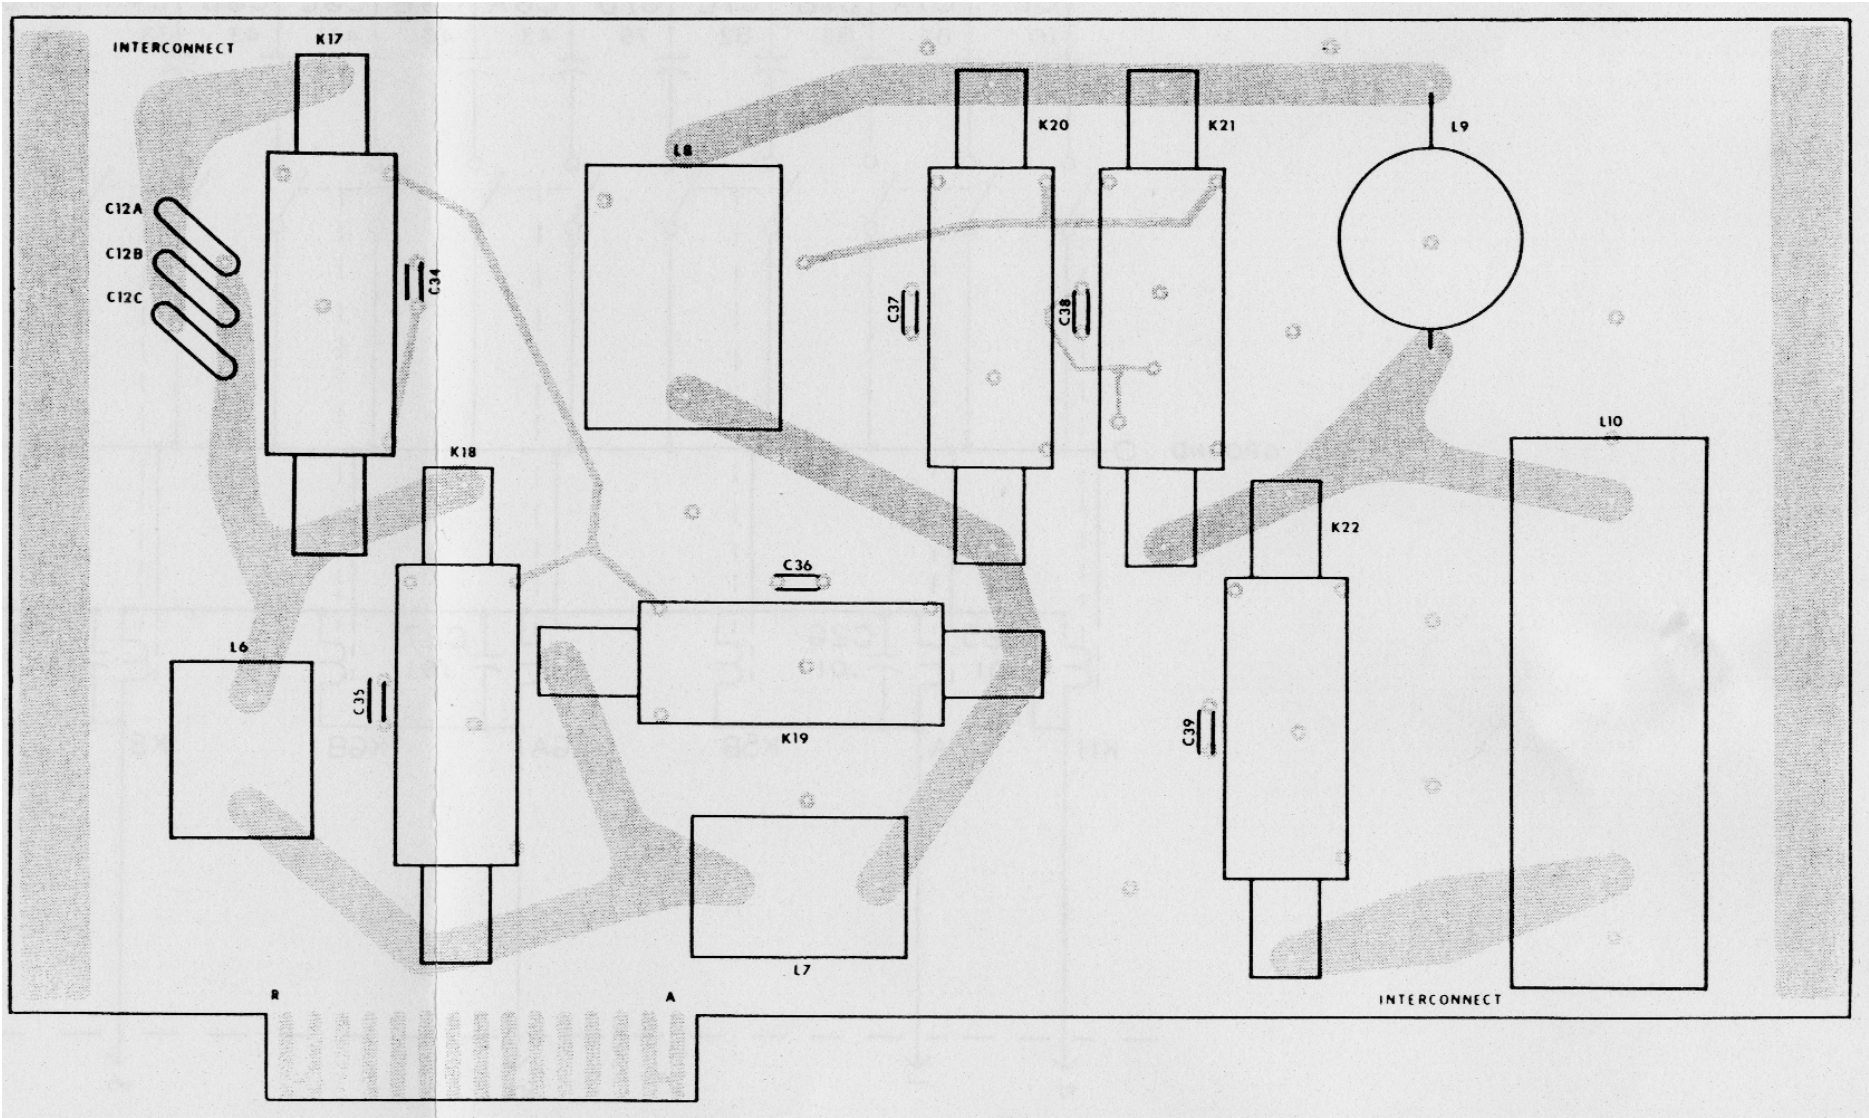 INTERCONNECT
K17
L8
K20
K21
L9
C12A
C12B
C12C
C34
C37
C38
L10
K18
K22
C36
L6
C35
K19
C39
L7
R
A
INTERCONNECT